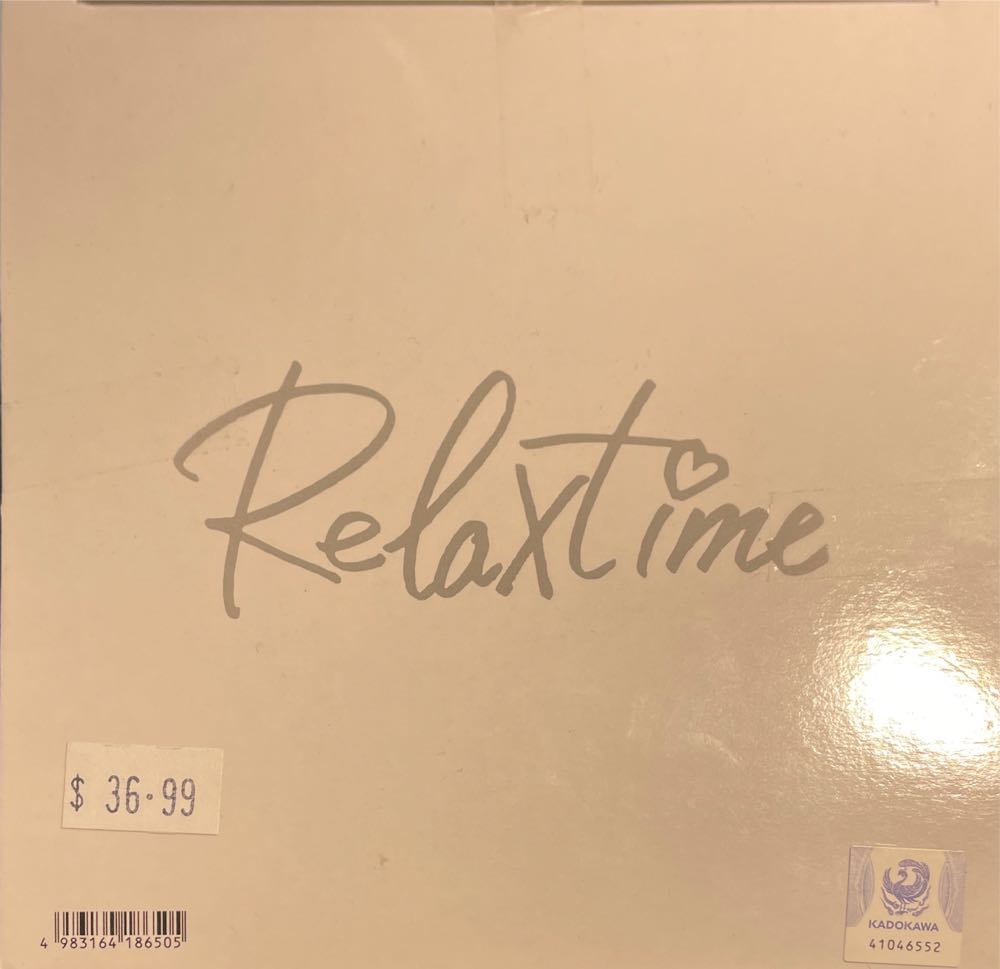 Relaxtime
$ 36.99
4 983164 186505
KADOKAWA
41046552